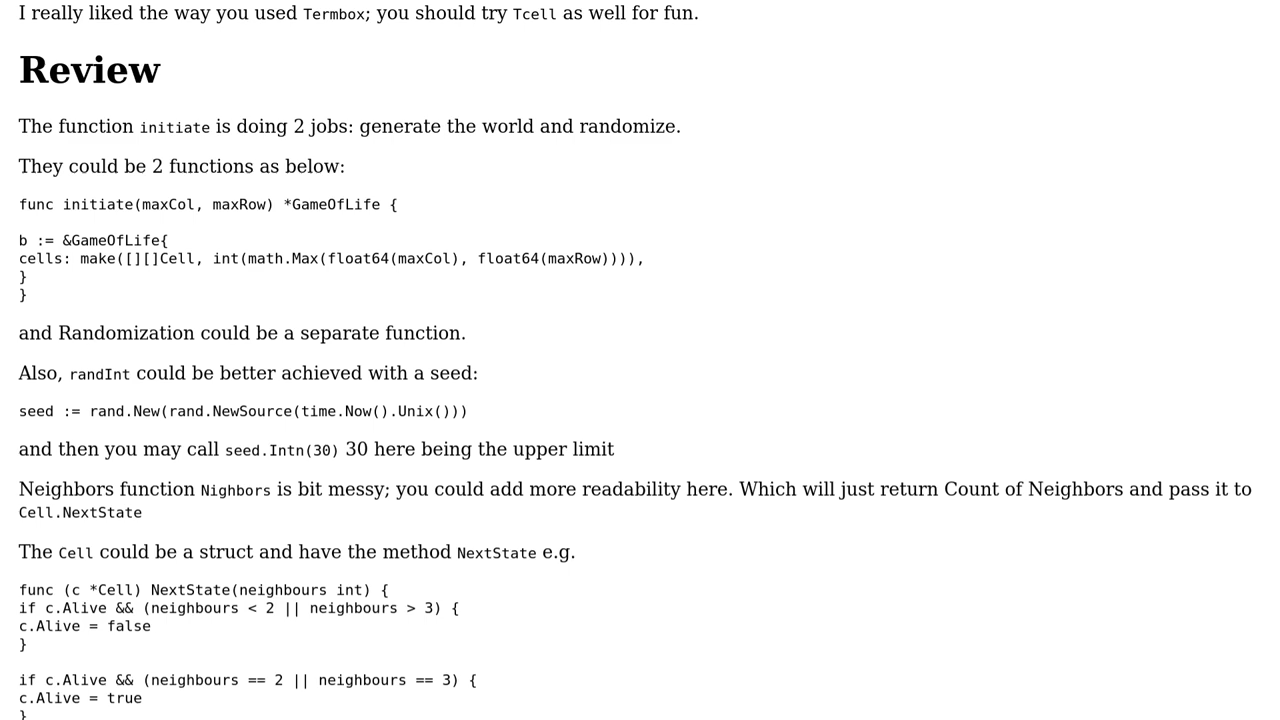 I really liked the way you used Termbox; you should try Tcell as well for fun.
Review
The function initiate is doing 2 jobs: generate the world and randomize.
They could be 2 functions as below:
func initiate(maxCol, maxRow) *GameOfLife {
b := &GameOfLife{
cells: make([][]Cell, int(math.Max(float64(maxCol), float64(maxRow)))),
}
}
and Randomization could be a separate function.
Also, randInt could be better achieved with a seed:
seed := rand.New(rand.NewSource(time.Now().Unix()))
and then you may call seed.Intn(30) 30 here being the upper limit
Neighbors function Nighbors is bit messy; you could add more readability here. Which will just return Count of Neighbors and pass it to
Cell.NextState
The Cell could be a struct and have the method NextState e.g.
func (c *Cell) NextState(neighbours int) {
if c.Alive && (neighbours < 2 || neighbours > 3) {
c.Alive = false
}
if c.Alive && (neighbours == 2 || neighbours == 3) {
c.Alive = true
}